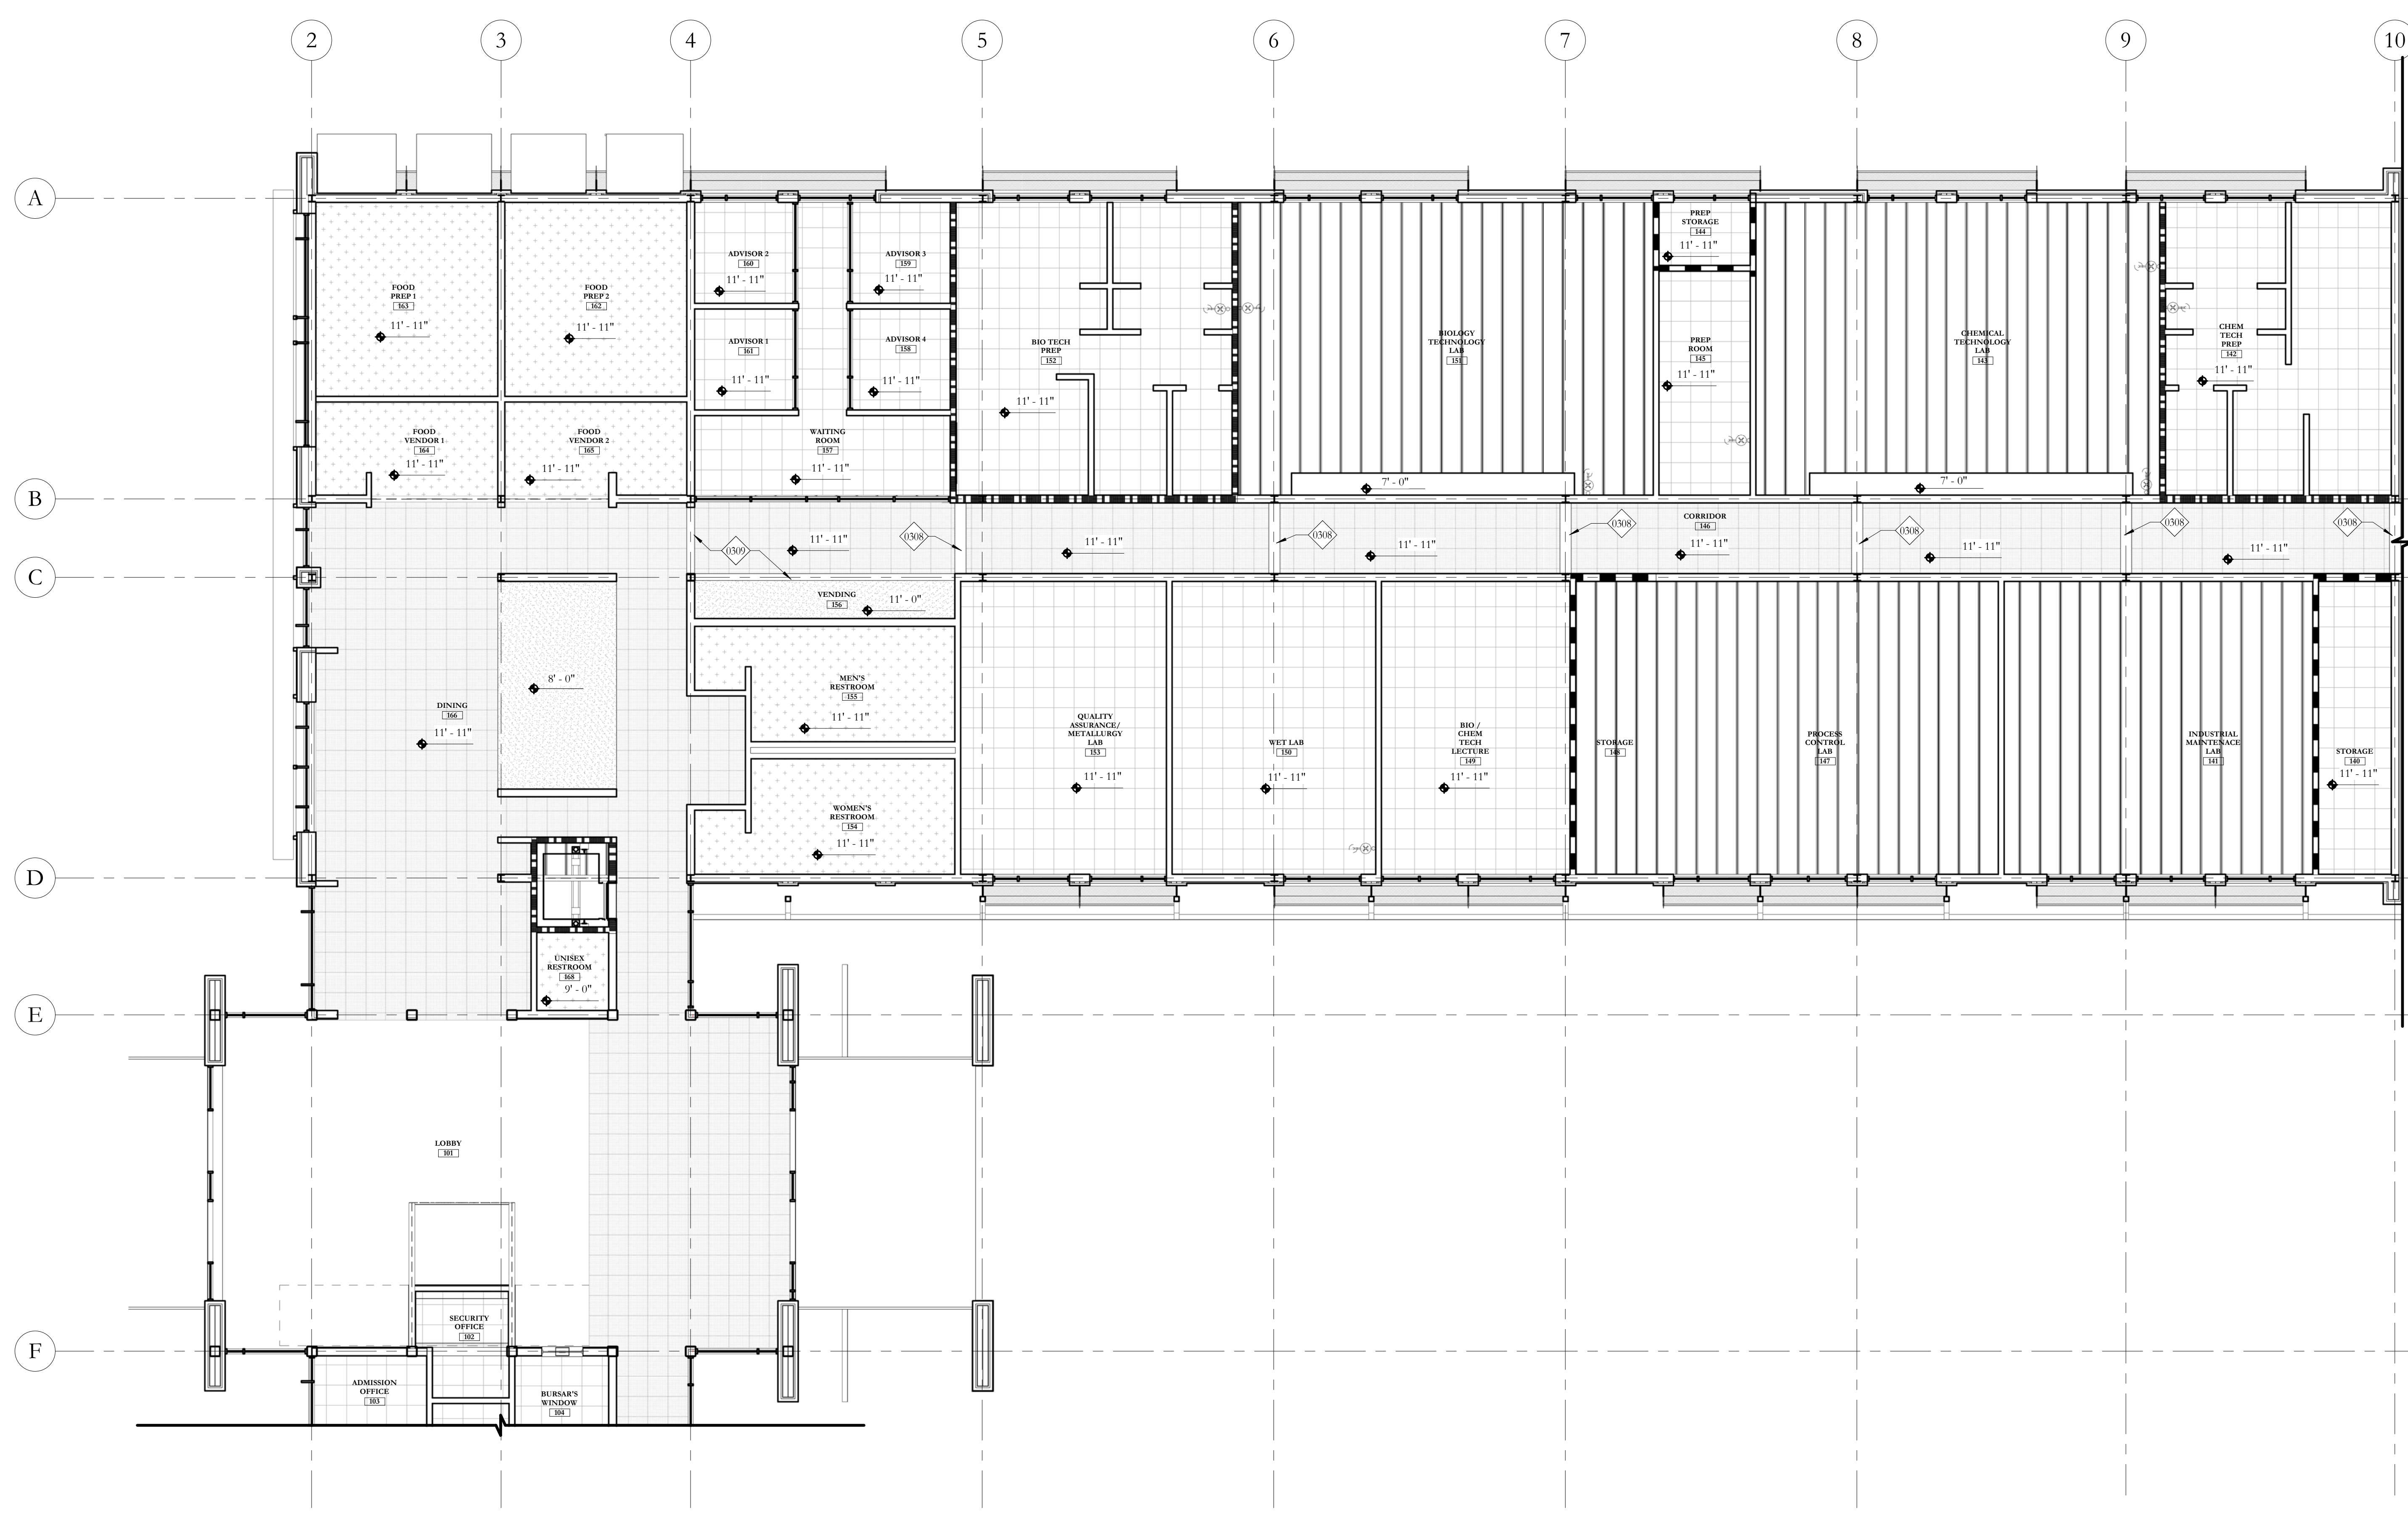 2 3 4 5 6 7 8 9 10
A
PREP
STORAGE
144
11' - 11"
ADVISOR 2
160
11' - 11"
ADVISOR 3
159
11' - 11"
FOOD
PREP 1
163
11' - 11"
FOOD
PREP 2
162
11' - 11"
ADVISOR 1
161
11' - 11"
ADVISOR 4
158
11' - 11"
BIO TECH
PREP
152
11' - 11"
BIOLOGY
TECHNOLOGY
LAB
151
PREP
ROOM
145
11' - 11"
CHEMICAL
TECHNOLOGY
LAB
143
CHEM
TECH
PREP
142
11' - 11"
FOOD
VENDOR 1
164
11' - 11"
FOOD
VENDOR 2
165
11' - 11"
WAITING
ROOM
157
11' - 11"
7' - 0"
7' - 0"
B
CORRIDOR
146
0309
11' - 11"
0308
11' - 11"
0308
11' - 11"
0308
11' - 11"
0308
11' - 11"
0308
11' - 11"
0308
C
VENDING
156
11' - 0"
8' - 0"
DINING
166
11' - 11"
MEN'S
RESTROOM
155
11' - 11"
WOMEN'S
RESTROOM
154
11' - 11"
QUALITY
ASSURANCE/
METALLURGY
LAB
153
11' - 11"
WET LAB
150
11' - 11"
BIO /
CHEM
TECH
LECTURE
149
11' - 11"
STORAGE
148
PROCESS
CONTROL
LAB
147
INDUSTRIAL
MAINTENACE
LAB
141
STORAGE
140
11' - 11"
D
UNISEX
RESTROOM
168
9' - 0"
E
LOBBY
101
SECURITY
OFFICE
102
F
ADMISSION
OFFICE
103
BURSAR'S
WINDOW
104